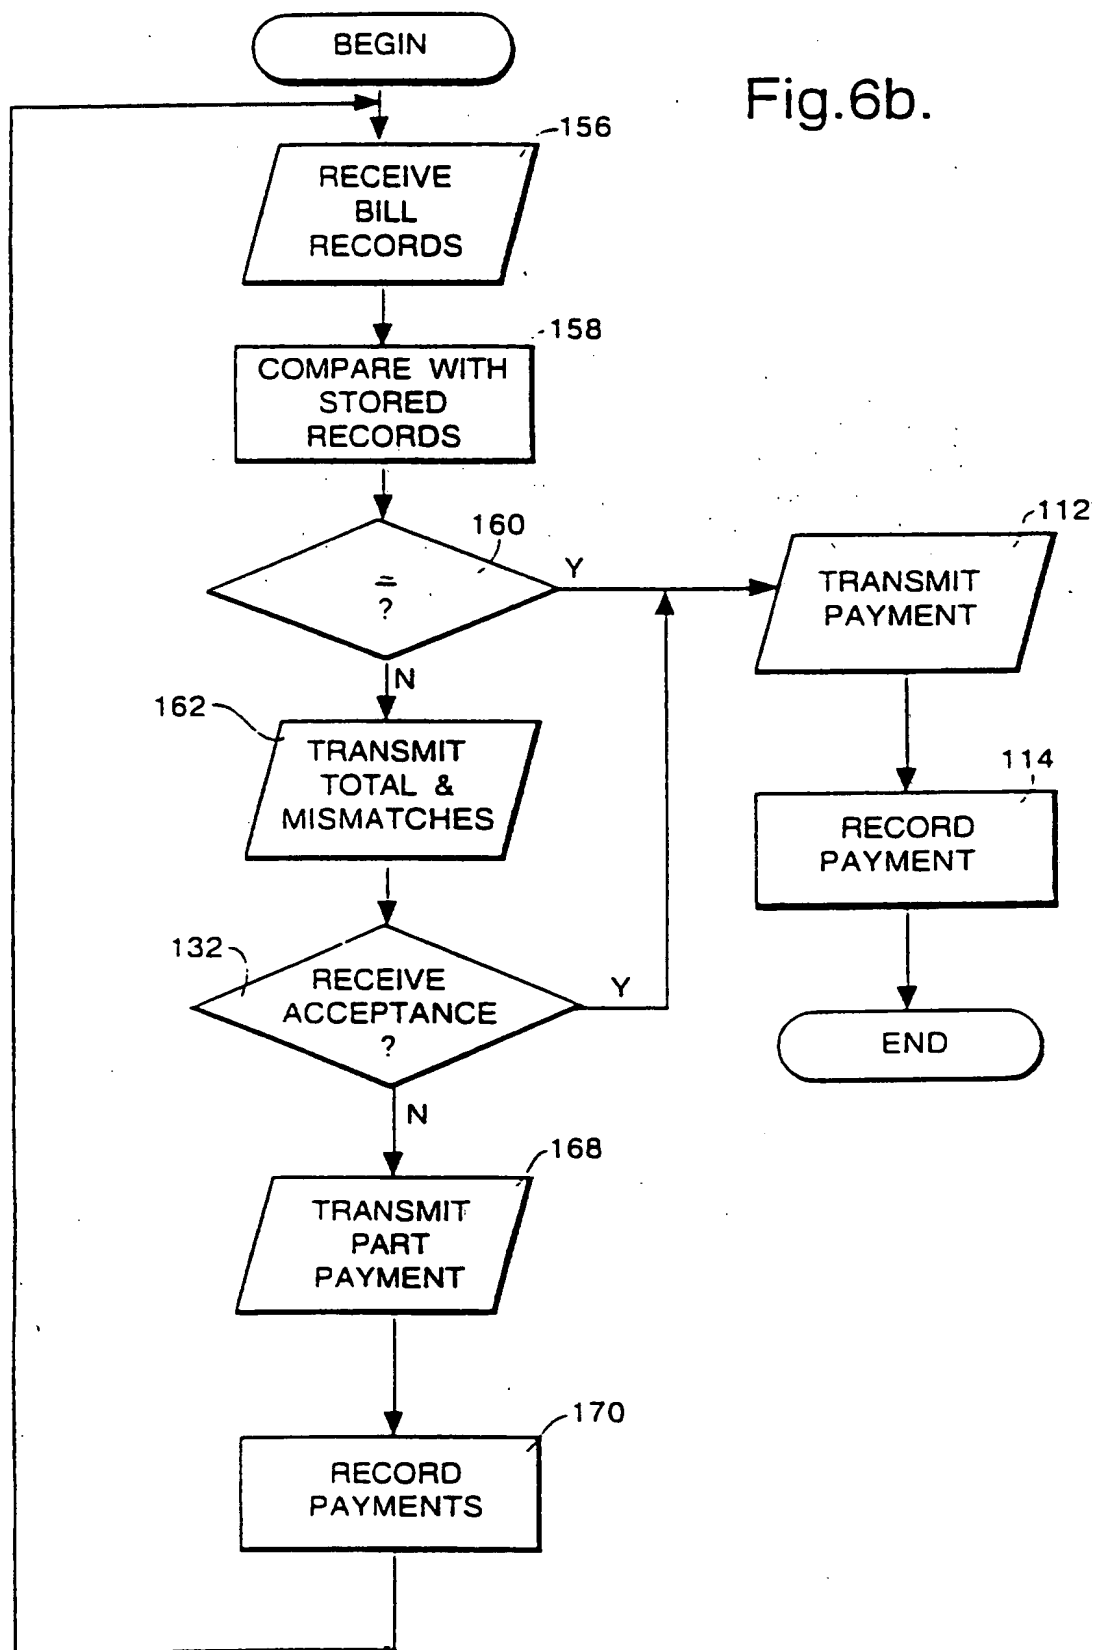 BEGIN
Fig.6b.
156
RECEIVE
BILL
RECORDS
158
COMPARE WITH
STORED
RECORDS
160
=
?
Y
N
112
TRANSMIT
PAYMENT
162
TRANSMIT
TOTAL &
MISMATCHES
114
RECORD
PAYMENT
132
RECEIVE
ACCEPTANCE
?
Y
N
END
168
TRANSMIT
PART
PAYMENT
170
RECORD
PAYMENTS